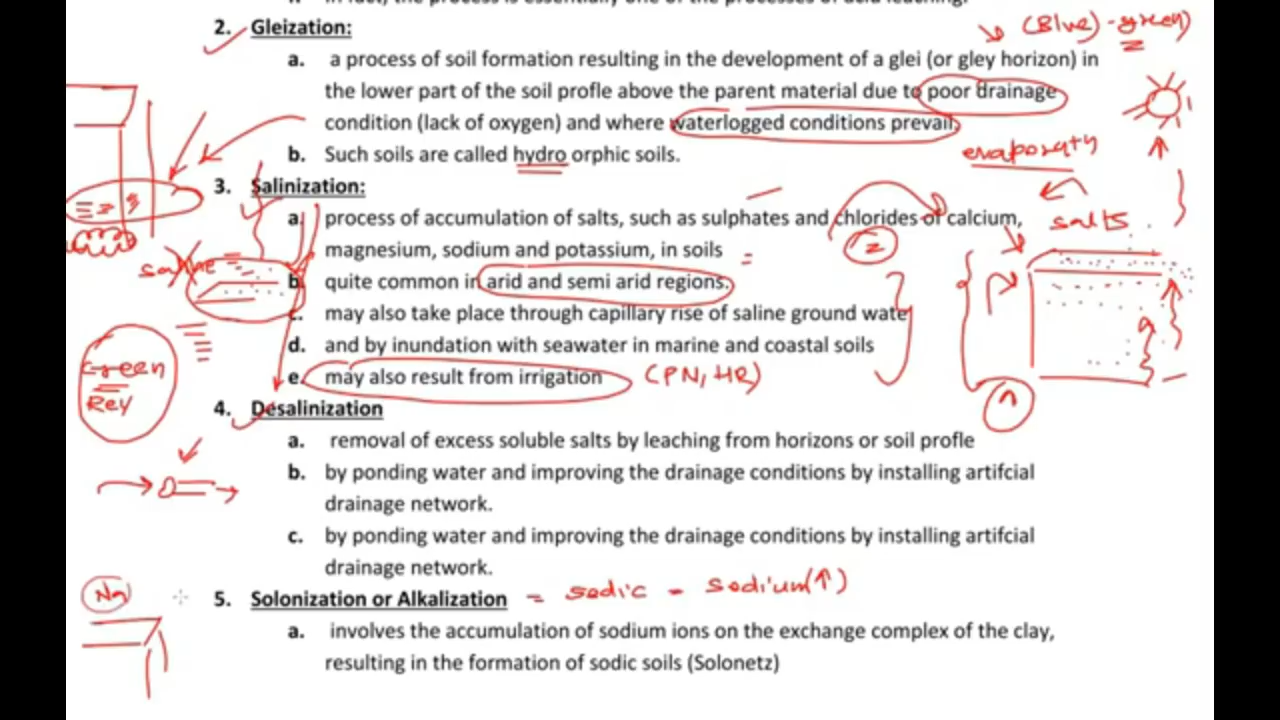 2. Gleization:
(Blue) - green)
a. a process of soil formation resulting in the development of a glei (or gley horizon) in
the lower part of the soil profle above the parent material due to poor drainage
condition (lack of oxygen) and where waterlogged conditions prevail.
b. Such soils are called hydro orphic soils.
3. Salinization:
a. process of accumulation of salts, such as sulphates and chlorides of calcium,
salts
magnesium, sodium and potassium, in soils
saline
b. quite common in arid and semi arid regions.
c. may also take place through capillary rise of saline ground wate
d. and by inundation with seawater in marine and coastal soils
Green
Rey
e. may also result from irrigation (PN, HR)
4. Desalinization
a. removal of excess soluble salts by leaching from horizons or soil profle
b. by ponding water and improving the drainage conditions by installing artifcial
drainage network.
c. by ponding water and improving the drainage conditions by installing artifcial
drainage network.
Na
5. Solonization or Alkalization = sodic - sodium(↑)
a. involves the accumulation of sodium ions on the exchange complex of the clay,
resulting in the formation of sodic soils (Solonetz)